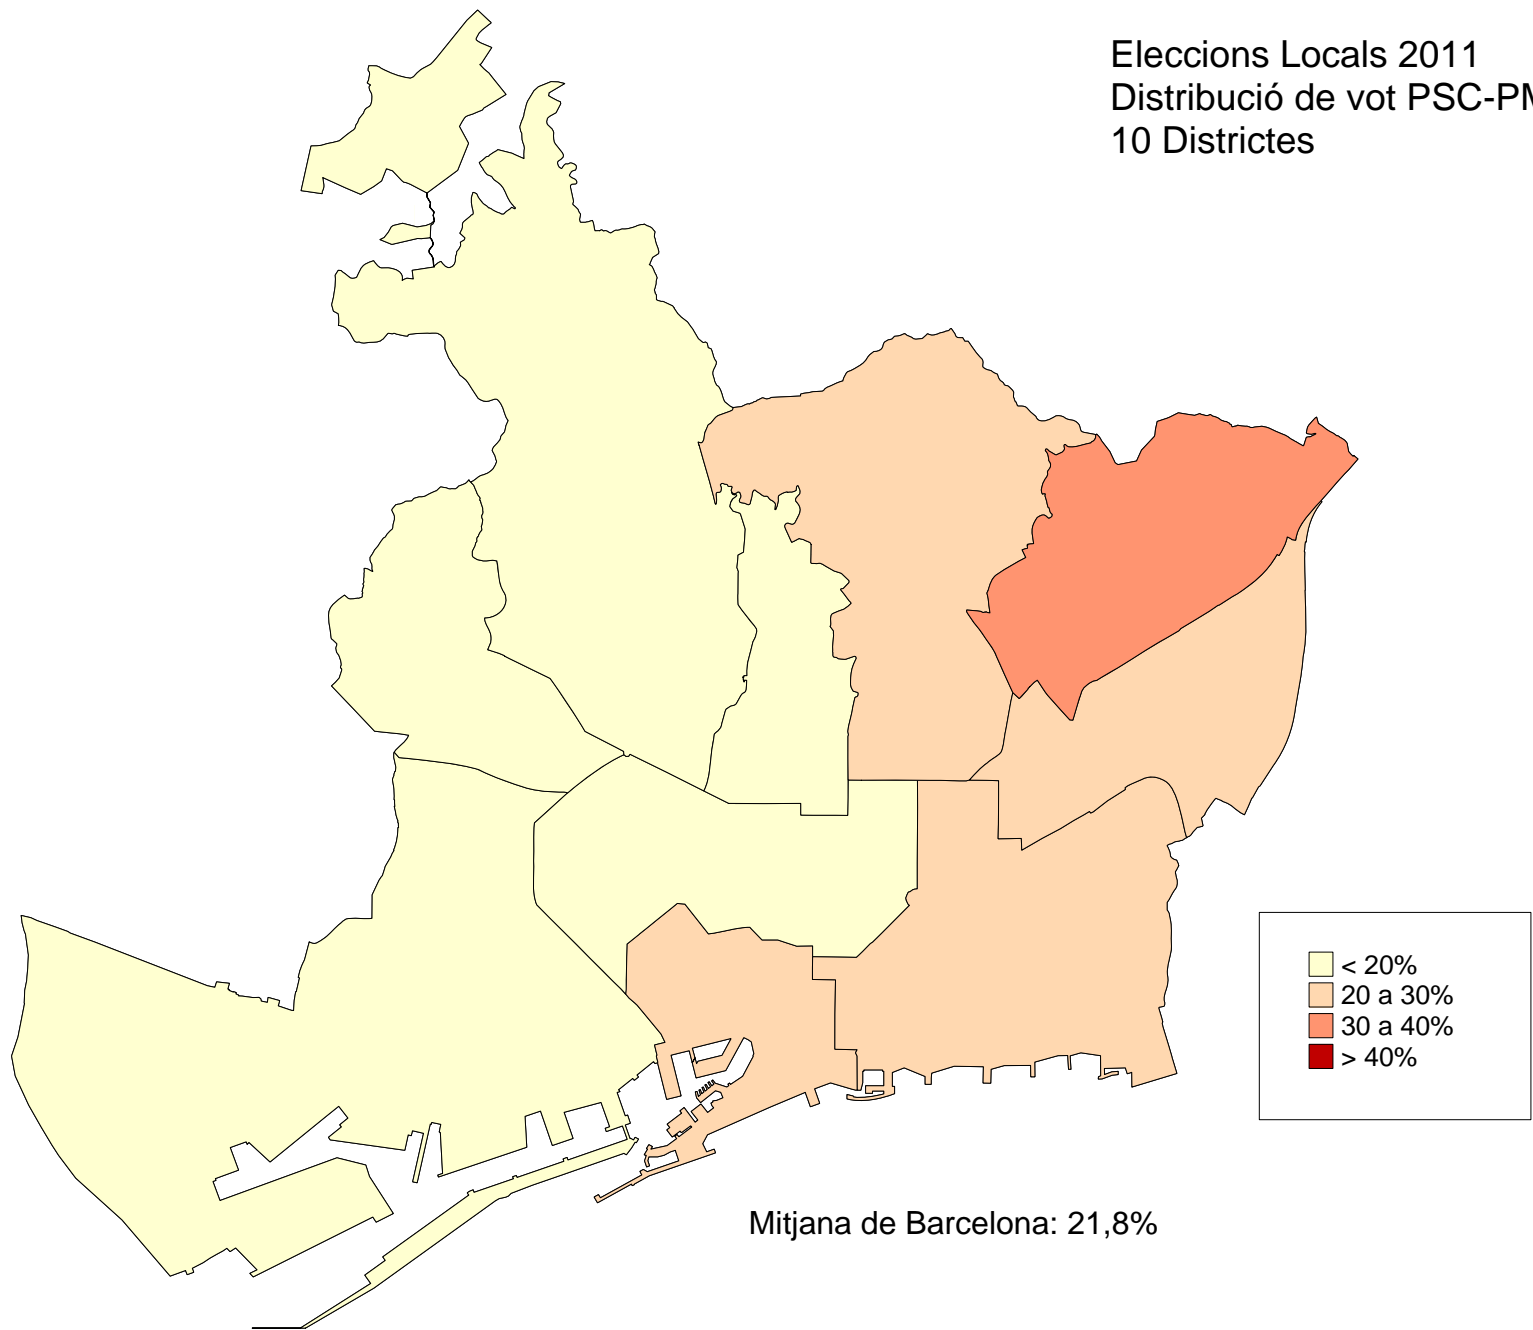 Eleccions Locals 2011
Distribució de vot PSC-PM
10 Districtes
< 20%
20 a 30%
30 a 40%
> 40%
Mitjana de Barcelona: 21,8%